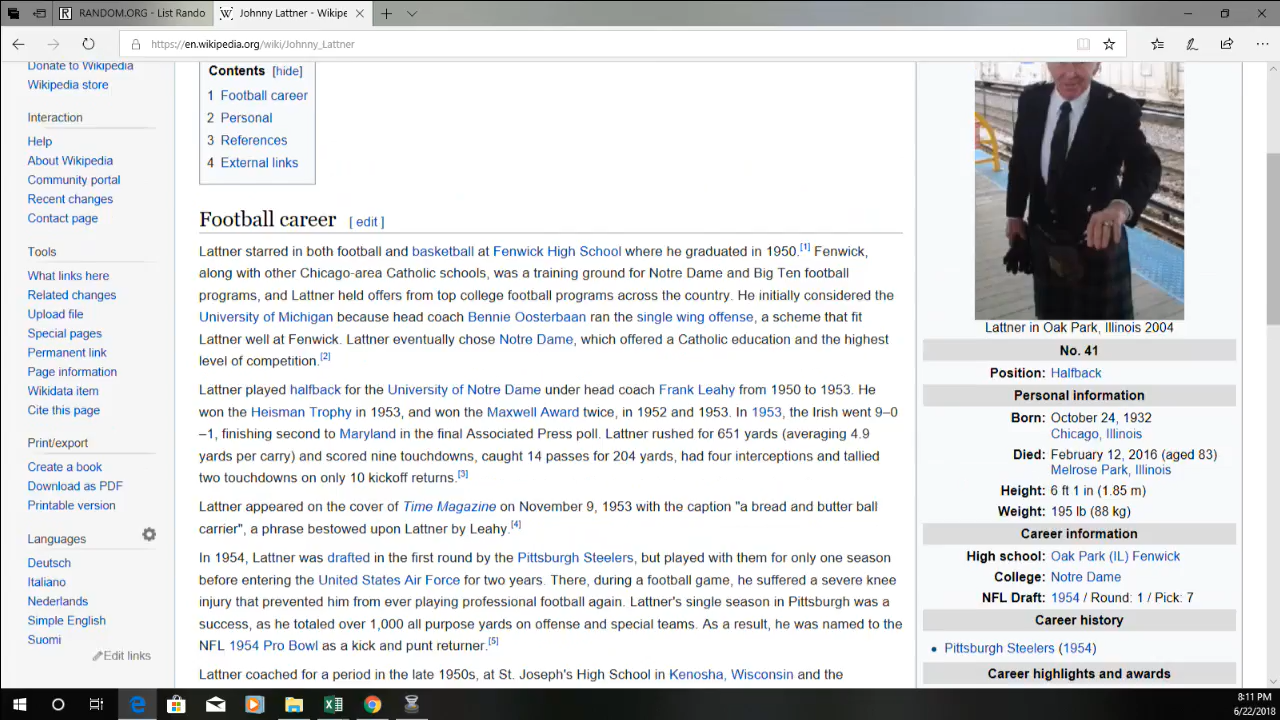 RANDOM.ORG - List Rando
Johnny Lattner - Wikipe
https://en.wikipedia.org/wiki/Johnny_Lattner
Donate to Wikipedia
Wikipedia store
Interaction
Help
About Wikipedia
Community portal
Recent changes
Contact page
Tools
What links here
Related changes
Upload file
Special pages
Permanent link
Page information
Wikidata item
Cite this page
Print/export
Create a book
Download as PDF
Printable version
Languages
Deutsch
Italiano
Nederlands
Simple English
Suomi
Edit links
Contents [hide]
1 Football career
2 Personal
3 References
4 External links
Football career [ edit ]
Lattner starred in both football and basketball at Fenwick High School where he graduated in 1950.[1] Fenwick,
along with other Chicago-area Catholic schools, was a training ground for Notre Dame and Big Ten football
programs, and Lattner held offers from top college football programs across the country. He initially considered the
University of Michigan because head coach Bennie Oosterbaan ran the single wing offense, a scheme that fit
Lattner well at Fenwick. Lattner eventually chose Notre Dame, which offered a Catholic education and the highest
level of competition.[2]
Lattner played halfback for the University of Notre Dame under head coach Frank Leahy from 1950 to 1953. He
won the Heisman Trophy in 1953, and won the Maxwell Award twice, in 1952 and 1953. In 1953, the Irish went 9–0
–1, finishing second to Maryland in the final Associated Press poll. Lattner rushed for 651 yards (averaging 4.9
yards per carry) and scored nine touchdowns, caught 14 passes for 204 yards, had four interceptions and tallied
two touchdowns on only 10 kickoff returns.[3]
Lattner appeared on the cover of Time Magazine on November 9, 1953 with the caption "a bread and butter ball
carrier", a phrase bestowed upon Lattner by Leahy.[4]
In 1954, Lattner was drafted in the first round by the Pittsburgh Steelers, but played with them for only one season
before entering the United States Air Force for two years. There, during a football game, he suffered a severe knee
injury that prevented him from ever playing professional football again. Lattner's single season in Pittsburgh was a
success, as he totaled over 1,000 all purpose yards on offense and special teams. As a result, he was named to the
NFL 1954 Pro Bowl as a kick and punt returner.[5]
Lattner coached for a period in the late 1950s, at St. Joseph's High School in Kenosha, Wisconsin and the
Lattner in Oak Park, Illinois 2004
No. 41
Position: Halfback
Personal information
Born: October 24, 1932
Chicago, Illinois
Died: February 12, 2016 (aged 83)
Melrose Park, Illinois
Height: 6 ft 1 in (1.85 m)
Weight: 195 lb (88 kg)
Career information
High school: Oak Park (IL) Fenwick
College: Notre Dame
NFL Draft: 1954 / Round: 1 / Pick: 7
Career history
• Pittsburgh Steelers (1954)
Career highlights and awards
8:11 PM
6/22/2018